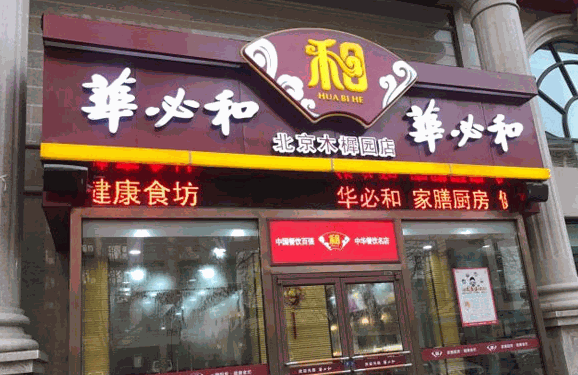 和
HUA BI HE
華必和
華必和
北京木樨园店
健康食坊 华必和 家膳厨房
中国餐饮百强 和 中华餐饮名店